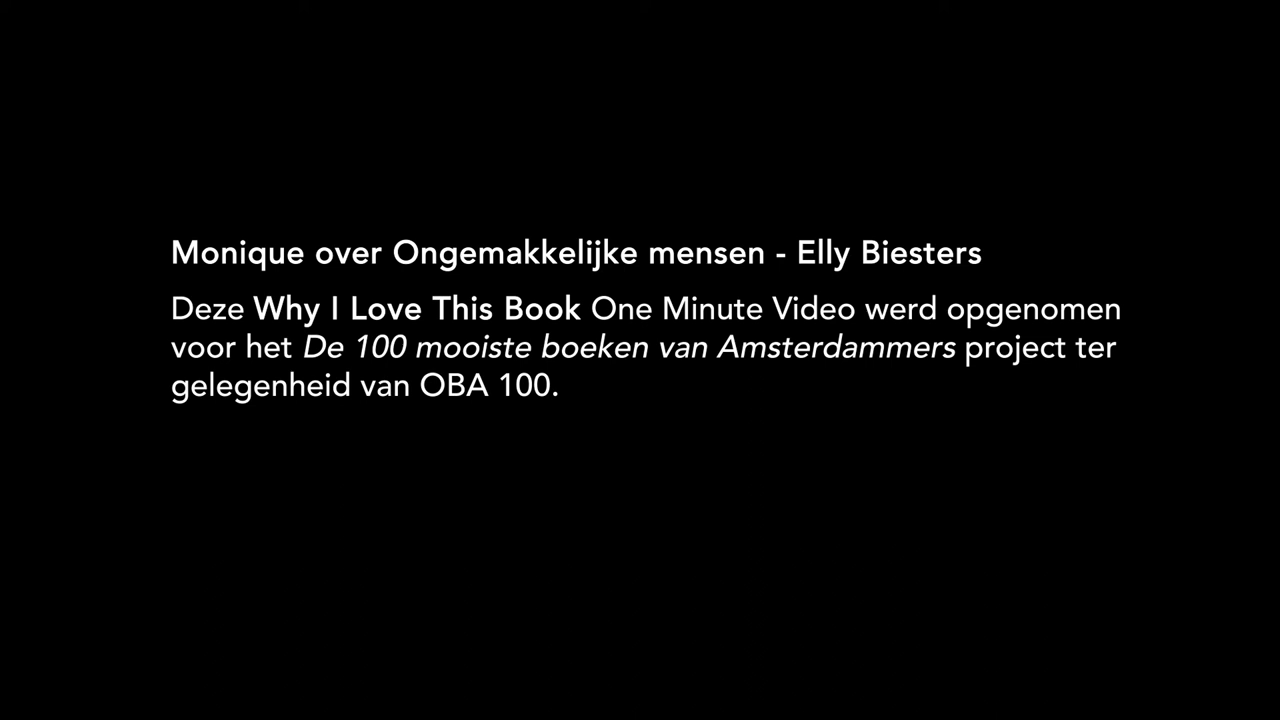 Monique over Ongemakkelijke mensen - Elly Biesters
Deze Why I Love This Book One Minute Video werd opgenomen
voor het De 100 mooiste boeken van Amsterdammers project ter
gelegenheid van OBA 100.